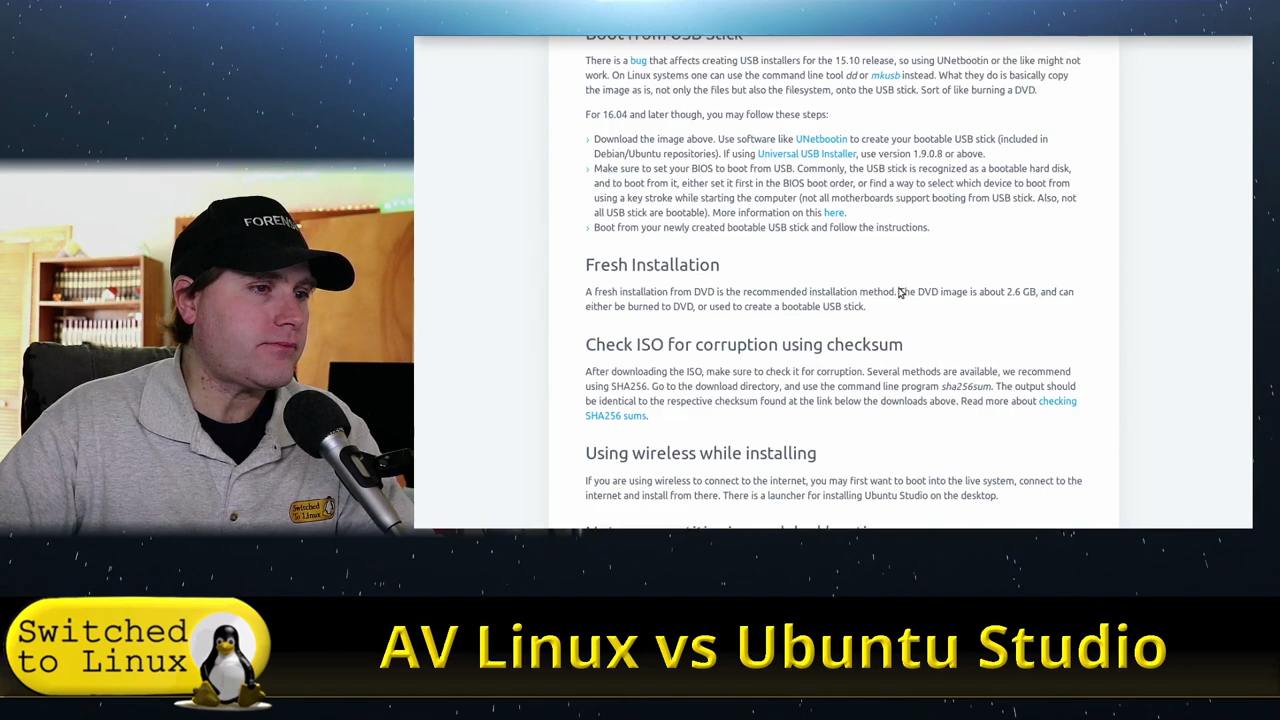 Boot from USB Stick
There is a bug that affects creating USB installers for the 15.10 release, so using UNetbootin or the like might not
work. On Linux systems one can use the command line tool dd or mkusb instead. What they do is basically copy
the image as is, not only the files but also the filesystem, onto the USB stick. Sort of like burning a DVD.
For 16.04 and later though, you may follow these steps:
› Download the image above. Use software like UNetbootin to create your bootable USB stick (included in
Debian/Ubuntu repositories). If using Universal USB Installer, use version 1.9.0.8 or above.
› Make sure to set your BIOS to boot from USB. Commonly, the USB stick is recognized as a bootable hard disk,
and to boot from it, either set it first in the BIOS boot order, or find a way to select which device to boot from
using a key stroke while starting the computer (not all motherboards support booting from USB stick. Also, not
all USB stick are bootable). More information on this here.
› Boot from your newly created bootable USB stick and follow the instructions.
Fresh Installation
A fresh installation from DVD is the recommended installation method. The DVD image is about 2.6 GB, and can
either be burned to DVD, or used to create a bootable USB stick.
Check ISO for corruption using checksum
After downloading the ISO, make sure to check it for corruption. Several methods are available, we recommend
using SHA256. Go to the download directory, and use the command line program sha256sum. The output should
be identical to the respective checksum found at the link below the downloads above. Read more about checking
SHA256 sums.
Using wireless while installing
If you are using wireless to connect to the internet, you may first want to boot into the live system, connect to the
internet and install from there. There is a launcher for installing Ubuntu Studio on the desktop.
FOREN
Switched
To Linux
Switched
to Linux
AV Linux vs Ubuntu Studio